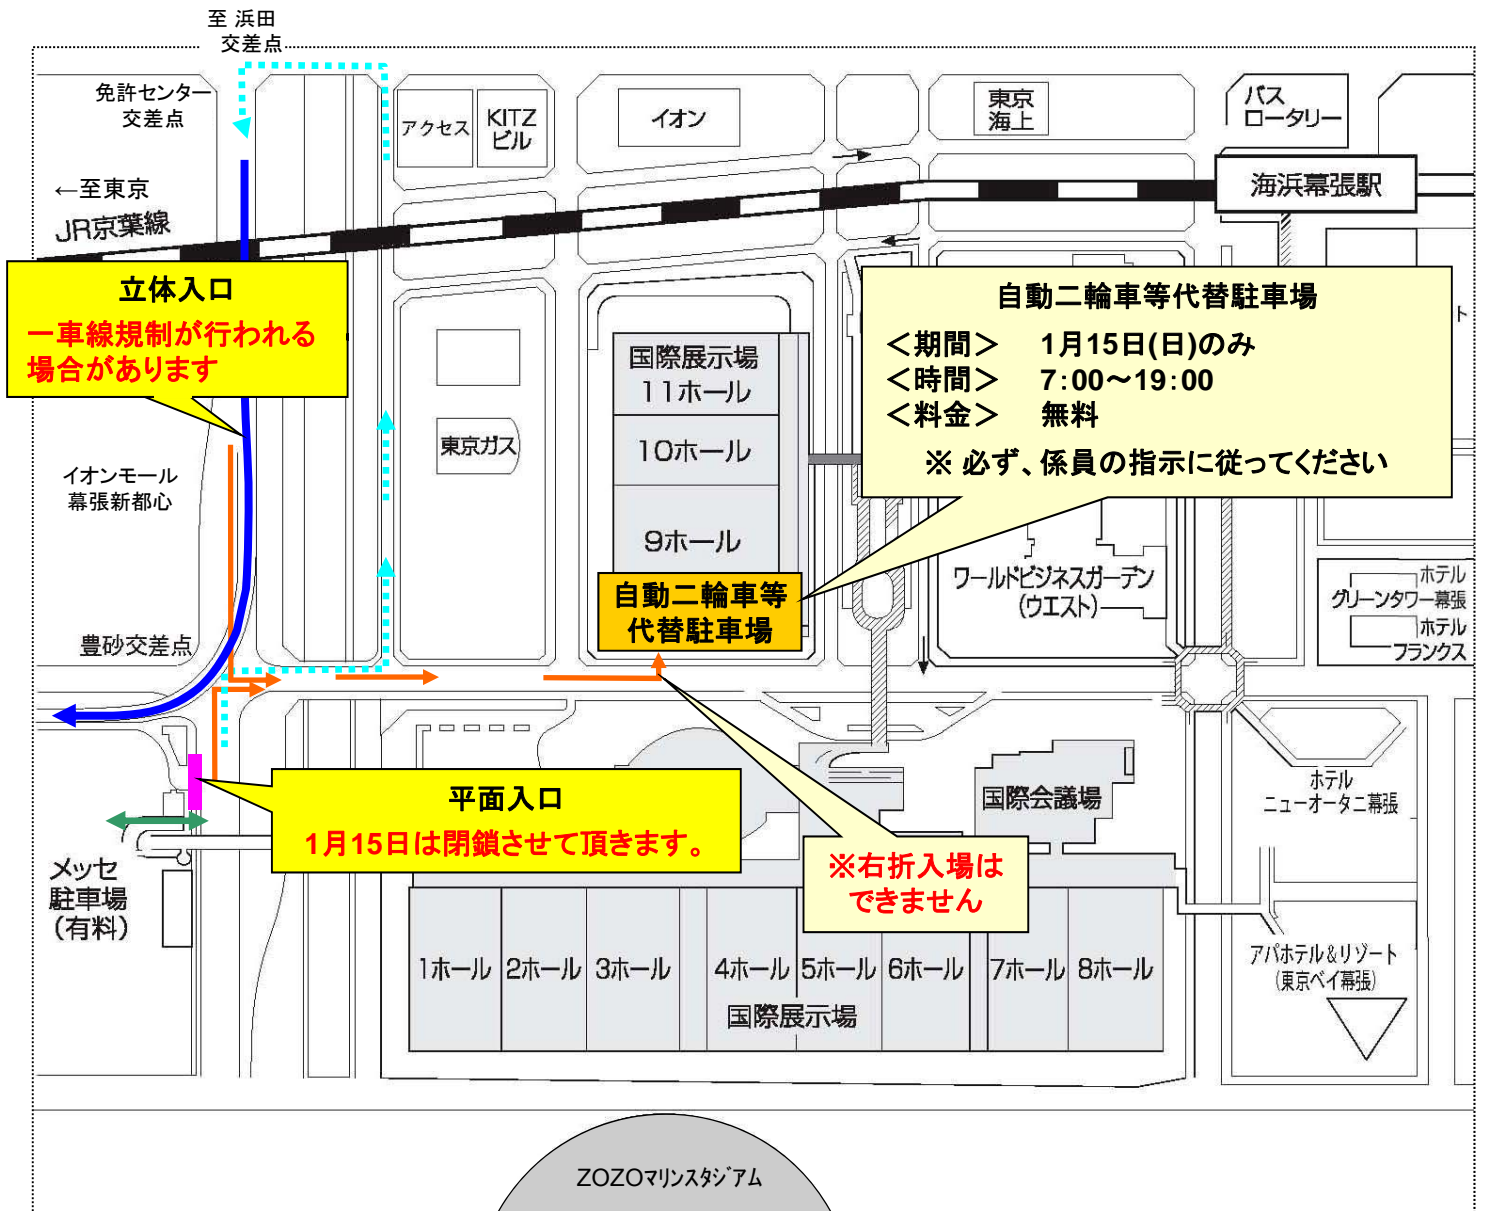 至 浜田
交差点
免許センター
交差点
アクセス
KITZ
ビル
イオン
東京
海上
バス
ロータリー
←至東京
JR京葉線
海浜幕張駅
立体入口
一車線規制が行われる
場合があります
自動二輪車等代替駐車場
＜期間＞ 1月15日(日)のみ
＜時間＞ 7：00～19：00
＜料金＞ 無料
※ 必ず、係員の指示に従ってください
ト
国際展示場
11ホール
10ホール
9ホール
東京ガス
イオンモール
幕張新都心
自動二輪車等
代替駐車場
ワールドビジネスガーデン
(ウエスト)
ホテル
グリーンタワー幕張
ホテル
フランクス
豊砂交差点
平面入口
1月15日は閉鎖させて頂きます。
国際会議場
ホテル
ニューオータニ幕張
※右折入場は
できません
メッセ
駐車場
(有料)
1ホール
2ホール
3ホール
4ホール
5ホール
6ホール
7ホール
8ホール
国際展示場
アパホテル&リゾート
(東京ベイ幕張)
ZOZOマリンスタジアム